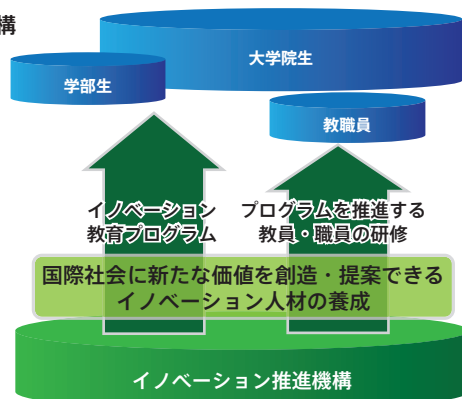 構
大学院生
学部生
教職員
イノベーション
教育プログラム
プログラムを推進する
教員・職員の研修
国際社会に新たな価値を創造・提案できる
イノベーション人材の養成
イノベーション推進機構